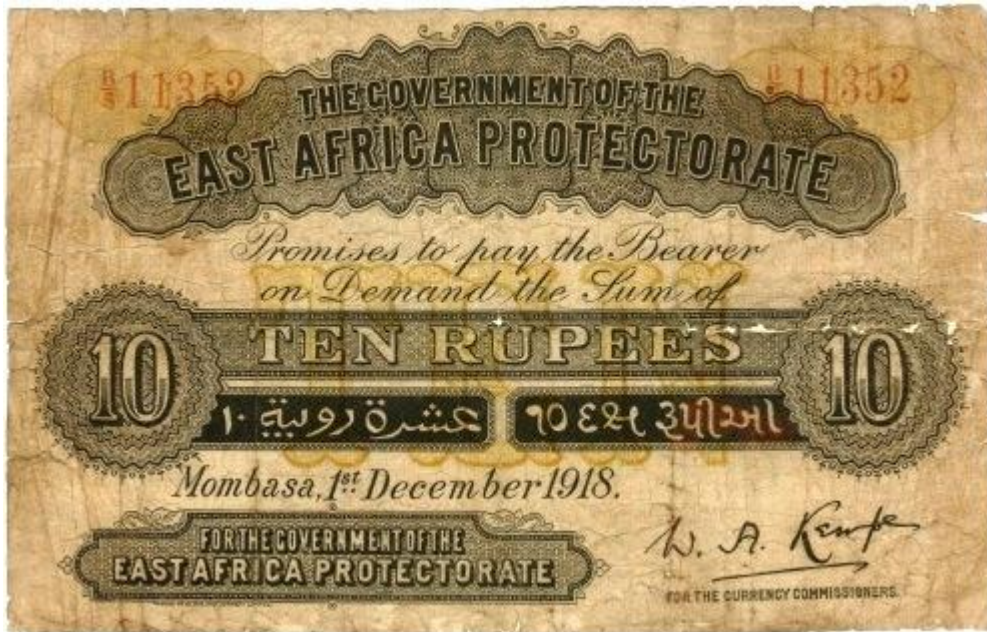 B/3 11352 B/3 11352
THE GOVERNMENT OF THE
EAST AFRICA PROTECTORATE
Promises to pay the Bearer
on Demand the Sum of
10 TEN RUPEES 10
١٠ عشرة روبية ૧૦ દશ રૂપીઆ
Mombasa, 1st December 1918.
FOR THE GOVERNMENT OF THE
EAST AFRICA PROTECTORATE
W. A. Kempe
FOR THE CURRENCY COMMISSIONERS.